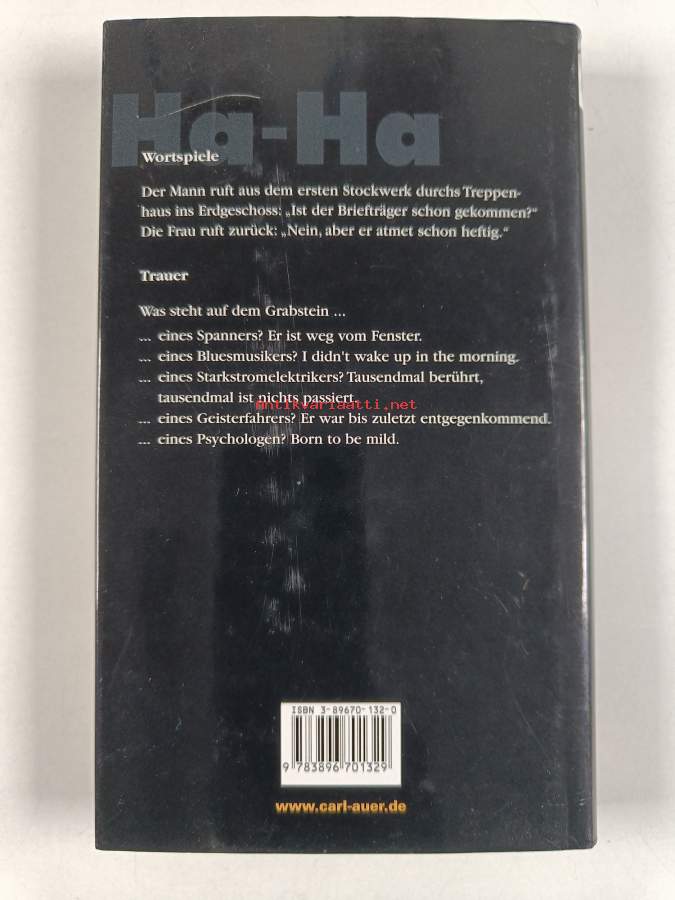 Ha-Ha
Wortspiele
Der Mann ruft aus dem ersten Stockwerk durchs Treppen-
haus ins Erdgeschoss: „Ist der Briefträger schon gekommen?“
Die Frau ruft zurück: „Nein, aber er atmet schon heftig.“
Trauer
Was steht auf dem Grabstein ...
... eines Spanners? Er ist weg vom Fenster.
... eines Bluesmusikers? I didn't wake up in the morning.
... eines Starkstromelektrikers? Tausendmal berührt,
tausendmal ist nichts passiert.
antikvariaatti.net
... eines Geisterfahrers? Er war bis zuletzt entgegenkommend.
... eines Psychologen? Born to be mild.
ISBN 3-89670-132-0
9 783896 701329
www.carl-auer.de